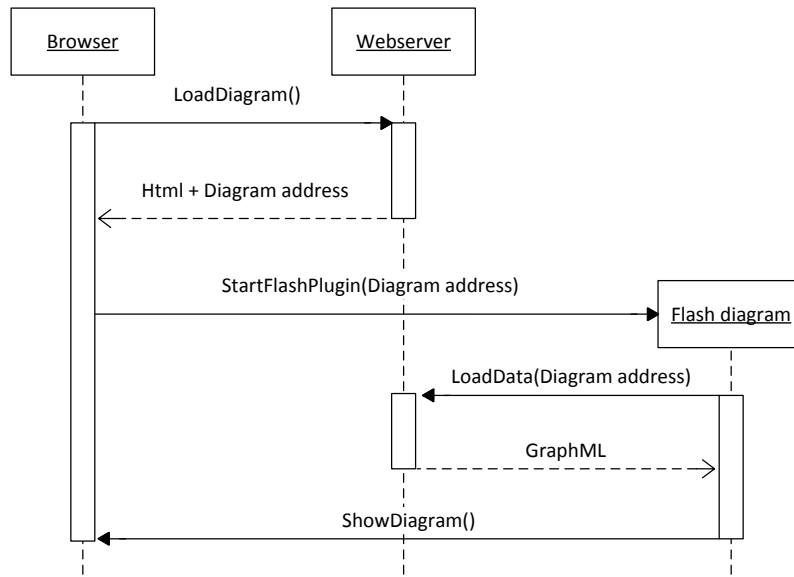 Browser
Webserver
LoadDiagram()
Html + Diagram address
StartFlashPlugin(Diagram address)
Flash diagram
LoadData(Diagram address)
GraphML
ShowDiagram()